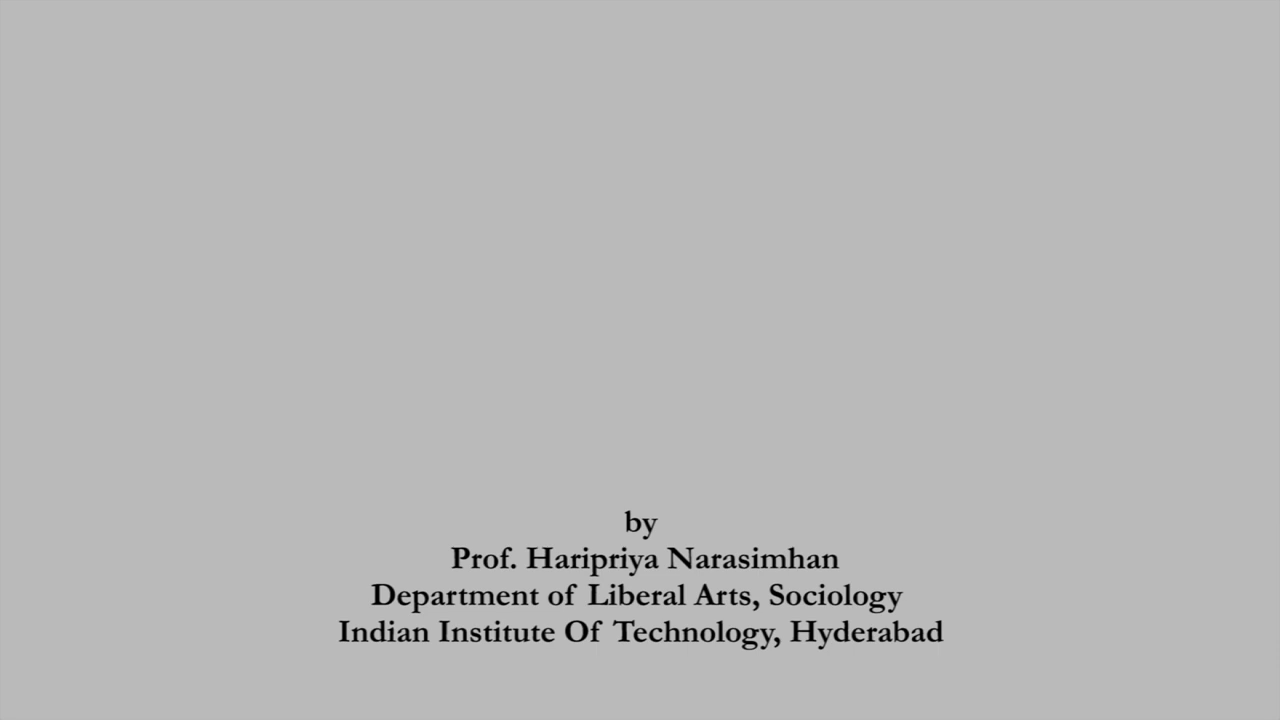 by
Prof. Haripriya Narasimhan
Department of Liberal Arts, Sociology
Indian Institute Of Technology, Hyderabad